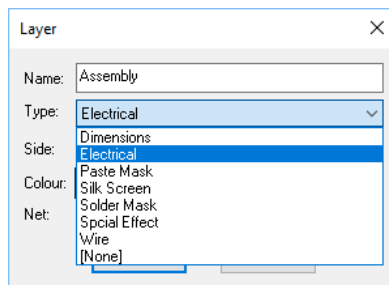 Layer
Name: Assembly
Type: Electrical
Dimensions
Side: Electrical
Paste Mask
Colour: Silk Screen
Solder Mask
Net: Spcial Effect
Wire
[None]